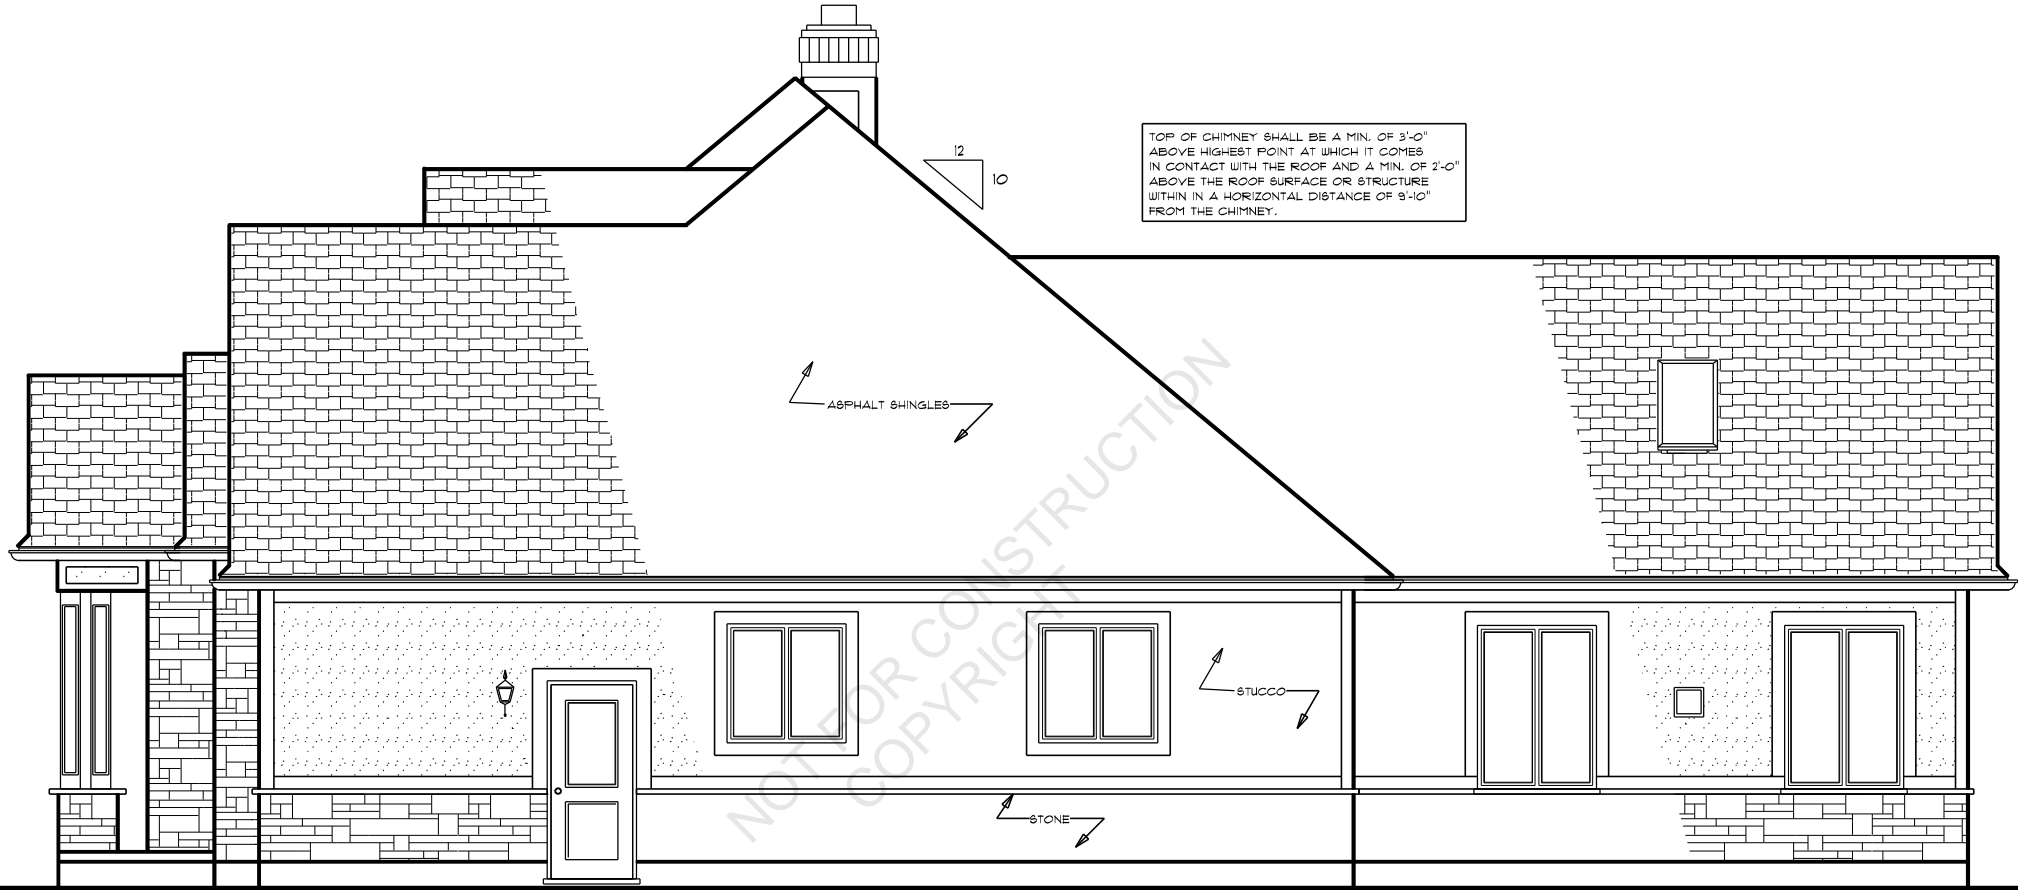 12
10
TOP OF CHIMNEY SHALL BE A MIN. OF 3'-0"
ABOVE HIGHEST POINT AT WHICH IT COMES
IN CONTACT WITH THE ROOF AND A MIN. OF 2'-0"
ABOVE THE ROOF SURFACE OR STRUCTURE
WITHIN IN A HORIZONTAL DISTANCE OF 9'-10"
FROM THE CHIMNEY.
ASPHALT SHINGLES
NOT FOR CONSTRUCTION
COPYRIGHT
STUCCO
STONE